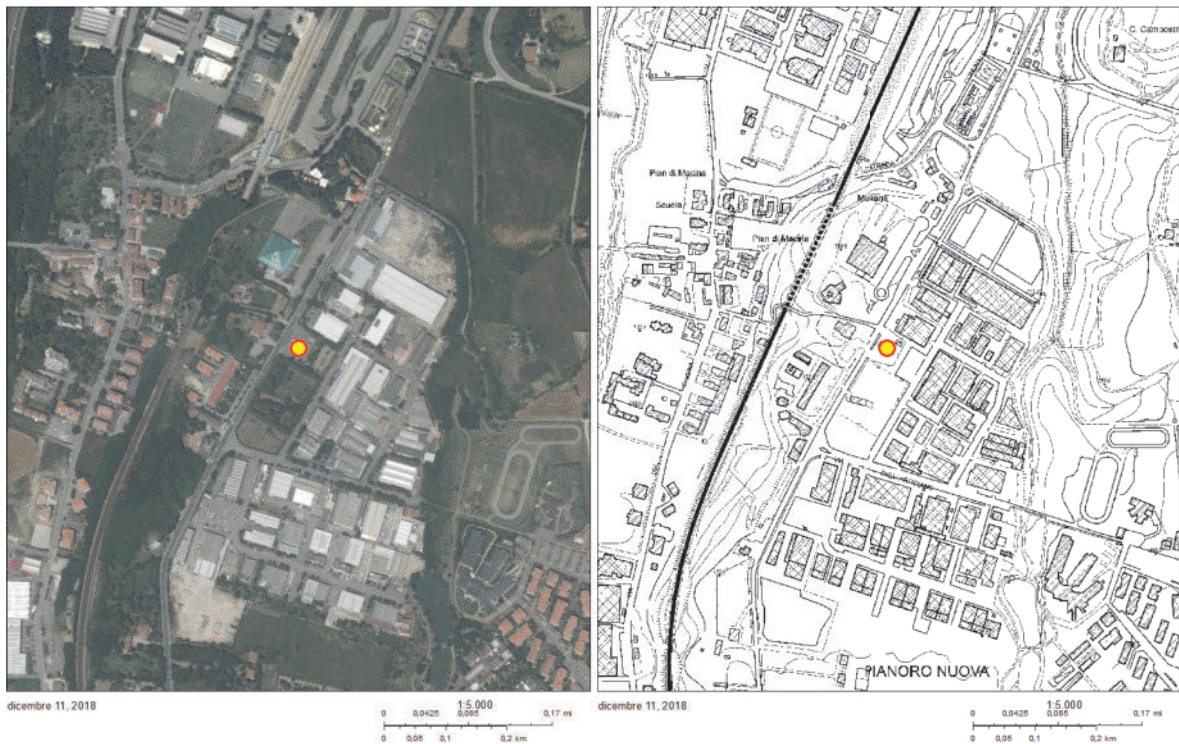 C. Campostri
Pian di Macina
Scuola
Pian di Macina
PIANORO NUOVA
dicembre 11, 2018
1:5.000
0 0,0425 0,085 0,17 mi
0 0,05 0,1 0,2 km
dicembre 11, 2018
1:5.000
0 0,0425 0,085 0,17 mi
0 0,05 0,1 0,2 km